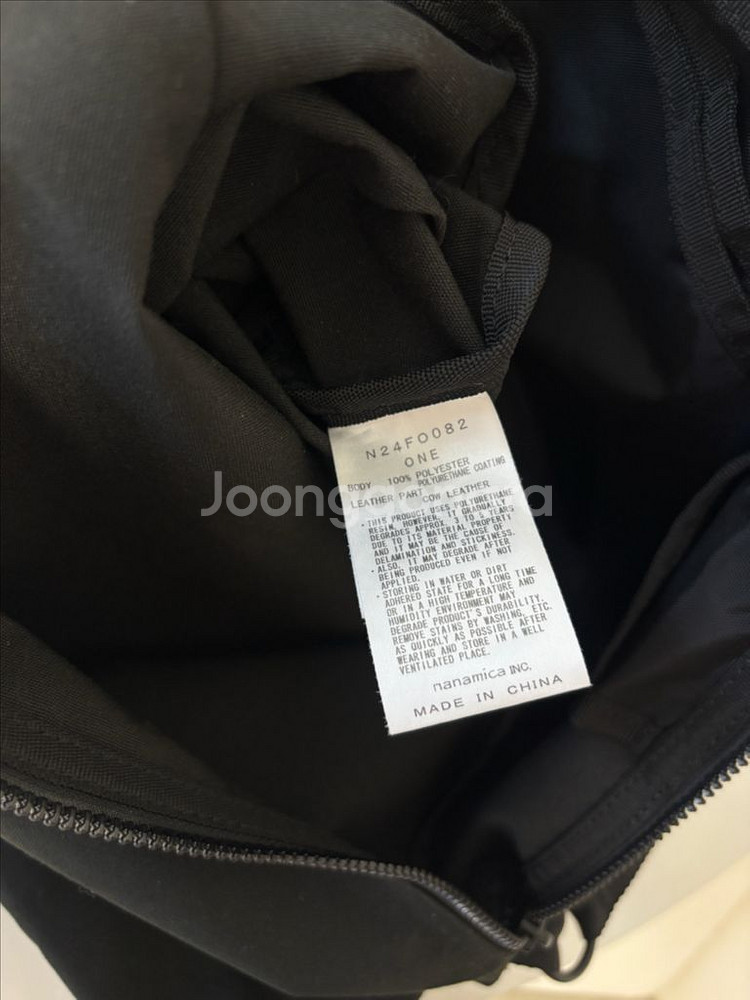 N24FO082
ONE
BODY 100% POLYESTER
POLYURETHANE COATING
LEATHER PART COW LEATHER
・THIS PRODUCT USES POLYURETHANE
RESIN. HOWEVER, IT GRADUALLY
DEGRADES APPROX. 3 TO 5 YEARS
DUE TO ITS MATERIAL PROPERTY
AND IT MAY BE THE CAUSE OF
DELAMINATION AND STICKINESS.
・ALSO, IT MAY DEGRADE AFTER
BEING PRODUCED EVEN IF NOT
APPLIED.
・STORING IN WATER OR DIRT
ADHERED STATE FOR A LONG TIME
OR IN A HIGH TEMPERATURE AND
HUMIDITY ENVIRONMENT MAY
DEGRADE PRODUCT'S DURABILITY.
REMOVE STAINS BY WASHING, ETC.
AS QUICKLY AS POSSIBLE AFTER
WEARING AND STORE IN A WELL
VENTILATED PLACE.
nanamica INC.
MADE IN CHINA